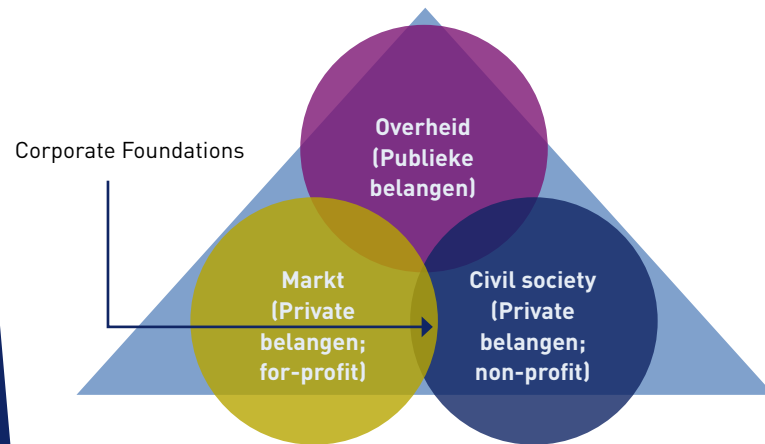 Overheid
(Publieke
belangen)
Corporate Foundations
Markt
(Private
belangen;
for-profit)
Civil society
(Private
belangen;
non-profit)